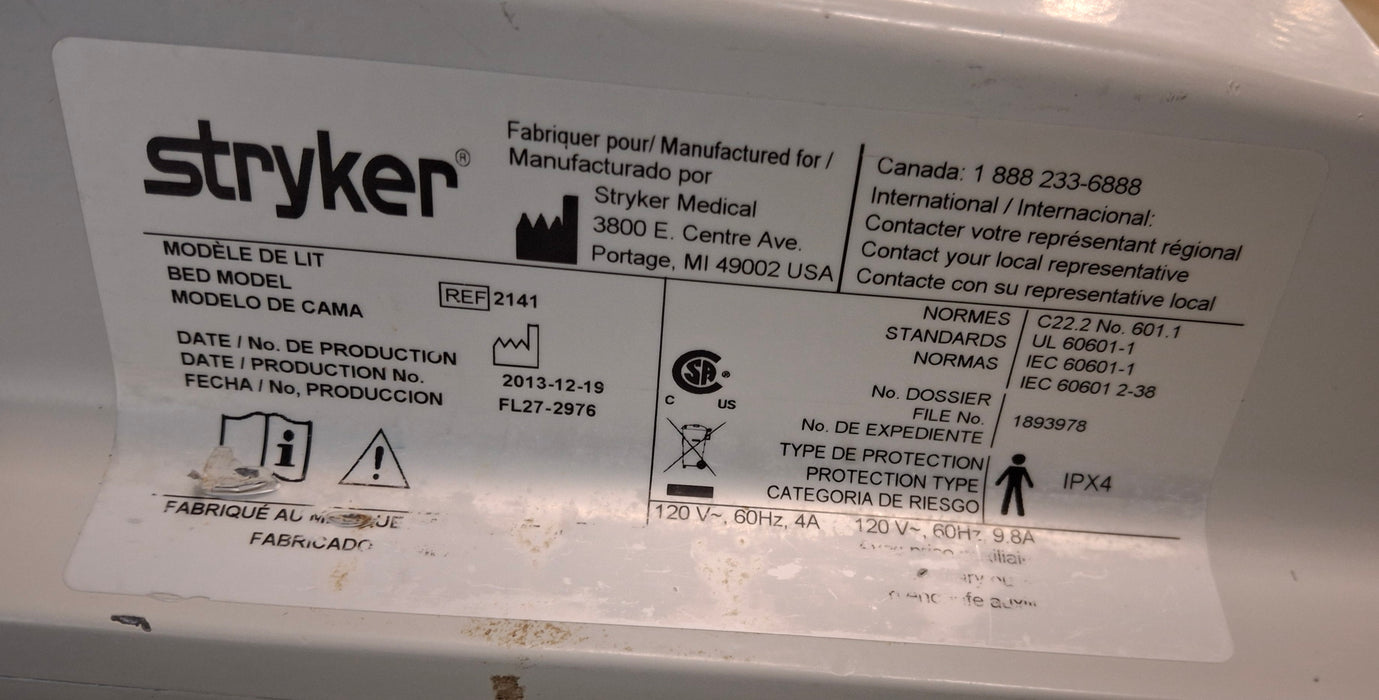 stryker®
Fabriquer pour/ Manufactured for /
Manufacturado por
Stryker Medical
3800 E. Centre Ave.
Portage, MI 49002 USA
Canada: 1 888 233-6888
International / Internacional:
Contacter votre représentant régional
Contact your local representative
Contacte con su representative local
MODÈLE DE LIT
BED MODEL
MODELO DE CAMA
REF 2141
DATE / No. DE PRODUCTION
DATE / PRODUCTION No.
FECHA / No, PRODUCCION
2013-12-19
FL27-2976
i
!
FABRIQUÉ AU
FABRICADO
CSA®
C US
NORMES
STANDARDS
NORMAS
C22.2 No. 601.1
UL 60601-1
IEC 60601-1
IEC 60601 2-38
No. DOSSIER
FILE No.
No. DE EXPEDIENTE
1893978
TYPE DE PROTECTION
PROTECTION TYPE
CATEGORIA DE RIESGO
IPX4
120 V~, 60Hz, 4A
120 V~, 60Hz, 9.8A